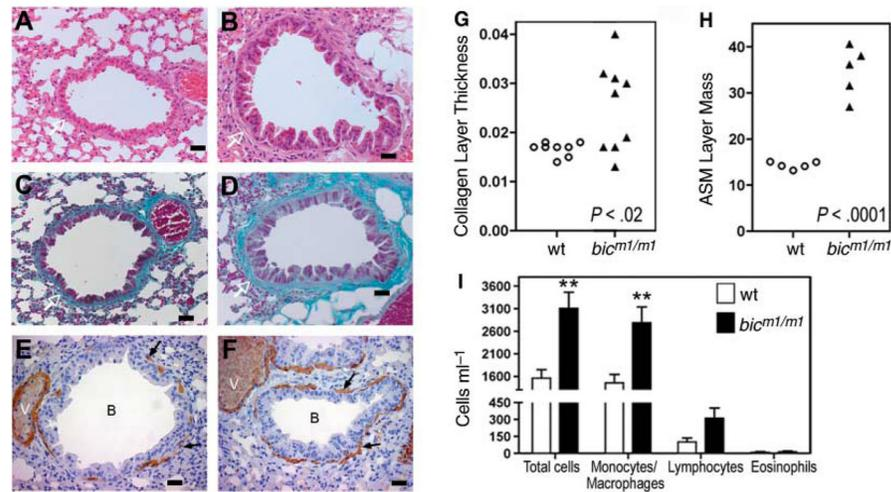 A
B
C
D
E
F
V
B
V
B
G
Collagen Layer Thickness
0.04
0.03
0.02
0.01
0.00
P < .02
wt
bic^m1/m1
H
ASM Layer Mass
40
30
20
10
0
P < .0001
wt
bic^m1/m1
I
Cells ml⁻¹
3600
3100
2600
2100
1600
450
300
150
0
**
**
wt
bic^m1/m1
Total cells
Monocytes/
Macrophages
Lymphocytes
Eosinophils